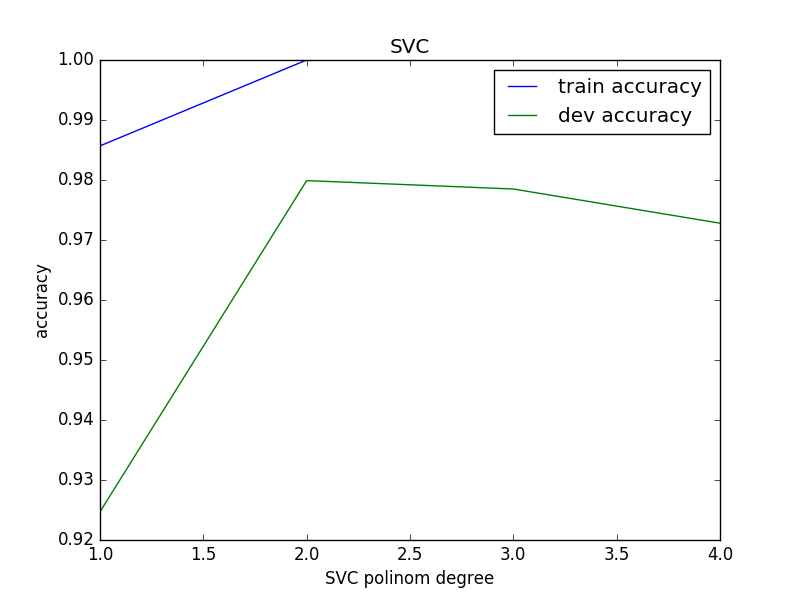 SVC
1.00
0.99
0.98
0.97
0.96
0.95
0.94
0.93
0.92
accuracy
train accuracy
dev accuracy
1.0 1.5 2.0 2.5 3.0 3.5 4.0
SVC polinom degree